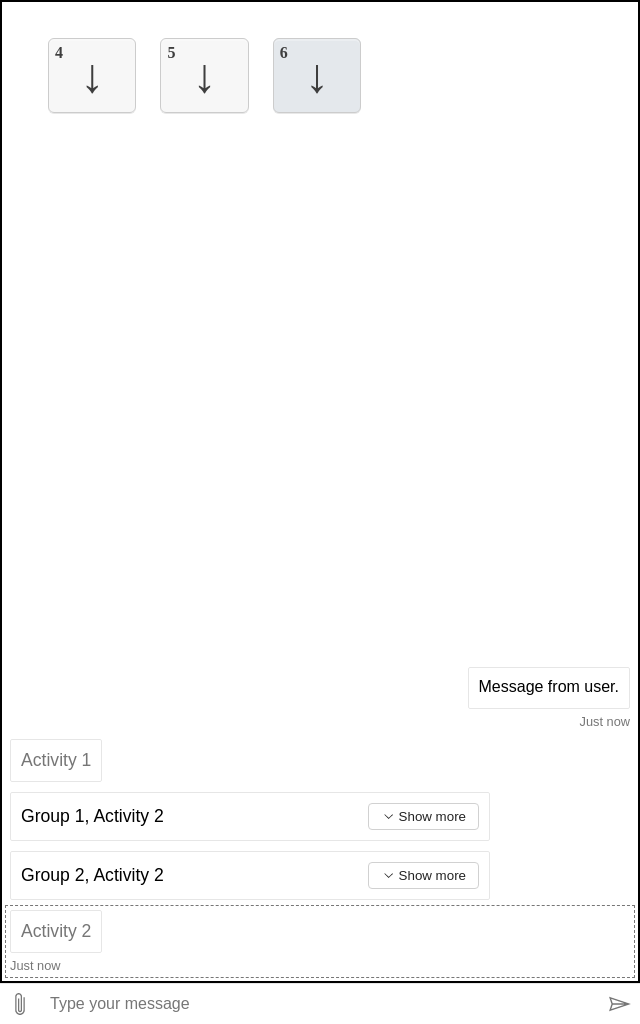 4 5 6
↓ ↓ ↓
Message from user.
Just now
Activity 1
Group 1, Activity 2 Show more
Group 2, Activity 2 Show more
Activity 2
Just now
Type your message